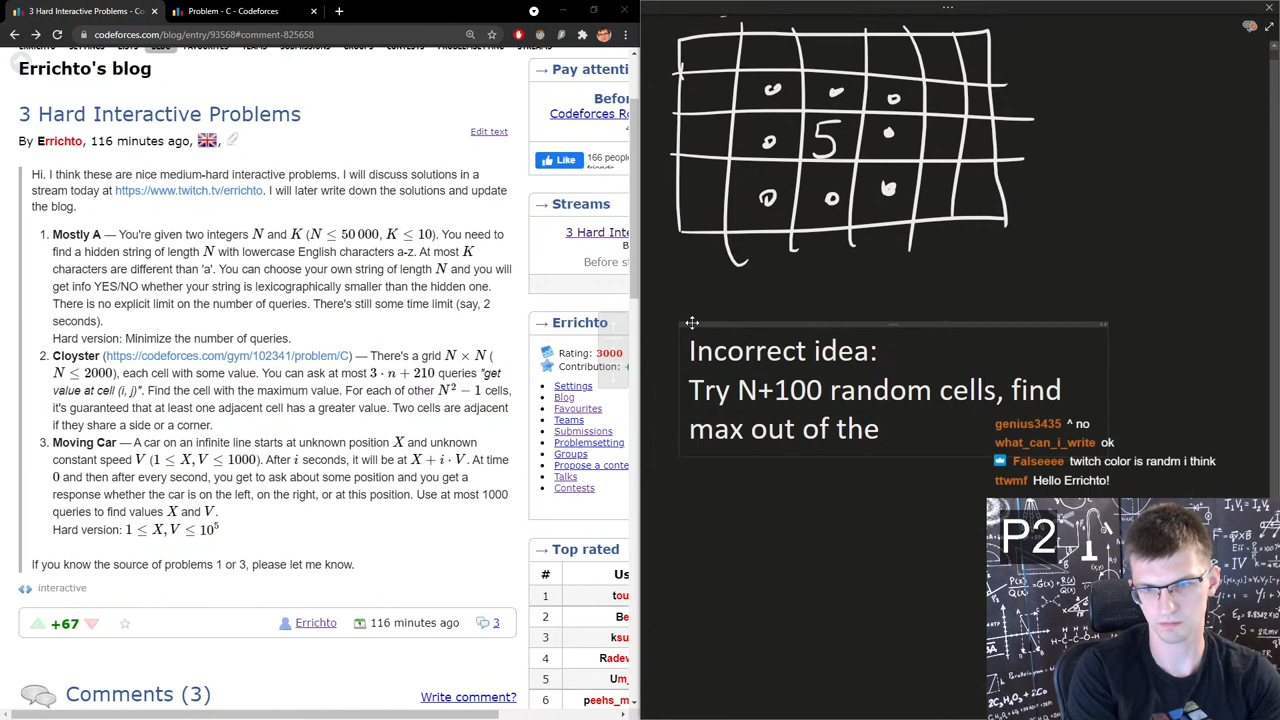 3 Hard Interactive Problems - Co
Problem - C - Codeforces
codeforces.com/blog/entry/93568#comment-825658
Errichto's blog
3 Hard Interactive Problems
By Errichto, 116 minutes ago,
Edit text
Hi. I think these are nice medium-hard interactive problems. I will discuss solutions in a
stream today at https://www.twitch.tv/errichto. I will later write down the solutions and update
the blog.
1. Mostly A — You're given two integers N and K (N ≤ 50 000, K ≤ 10). You need to
find a hidden string of length N with lowercase English characters a-z. At most K
characters are different than 'a'. You can choose your own string of length N and you will
get info YES/NO whether your string is lexicographically smaller than the hidden one.
There is no explicit limit on the number of queries. There's still some time limit (say, 2
seconds).
Hard version: Minimize the number of queries.
2. Cloyster (https://codeforces.com/gym/102341/problem/C) — There's a grid N × N (
N ≤ 2000), each cell with some value. You can ask at most 3 · n + 210 queries "get
value at cell (i, j)". Find the cell with the maximum value. For each of other N² − 1 cells,
it's guaranteed that at least one adjacent cell has a greater value. Two cells are adjacent
if they share a side or a corner.
3. Moving Car — A car on an infinite line starts at unknown position X and unknown
constant speed V (1 ≤ X, V ≤ 1000). After i seconds, it will be at X + i · V. At time
0 and then after every second, you get to ask about some position and you get a
response whether the car is on the left, on the right, or at this position. Use at most 1000
queries to find values X and V.
Hard version: 1 ≤ X, V ≤ 10⁵
If you know the source of problems 1 or 3, please let me know.
interactive
+67
Errichto
116 minutes ago
3
Comments (3)
Write comment?
→ Pay attenti
Befor
Codeforces Ro
Like
166 people
→ Streams
3 Hard Inte
Before s
→ Errichto
Rating: 3000
Contribution:
Settings
Blog
Favourites
Teams
Submissions
Problemsetting
Groups
Propose a conte
Talks
Contests
→ Top rated
# Us
1 tou
2 Be
3 ksu
4 Radew
5 Um
6 peehs_m
5
Incorrect idea:
Try N+100 random cells, find
max out of the
genius3435 ^ no
what_can_i_write ok
Falseeee twitch color is randm i think
ttwmf Hello Errichto!
P2